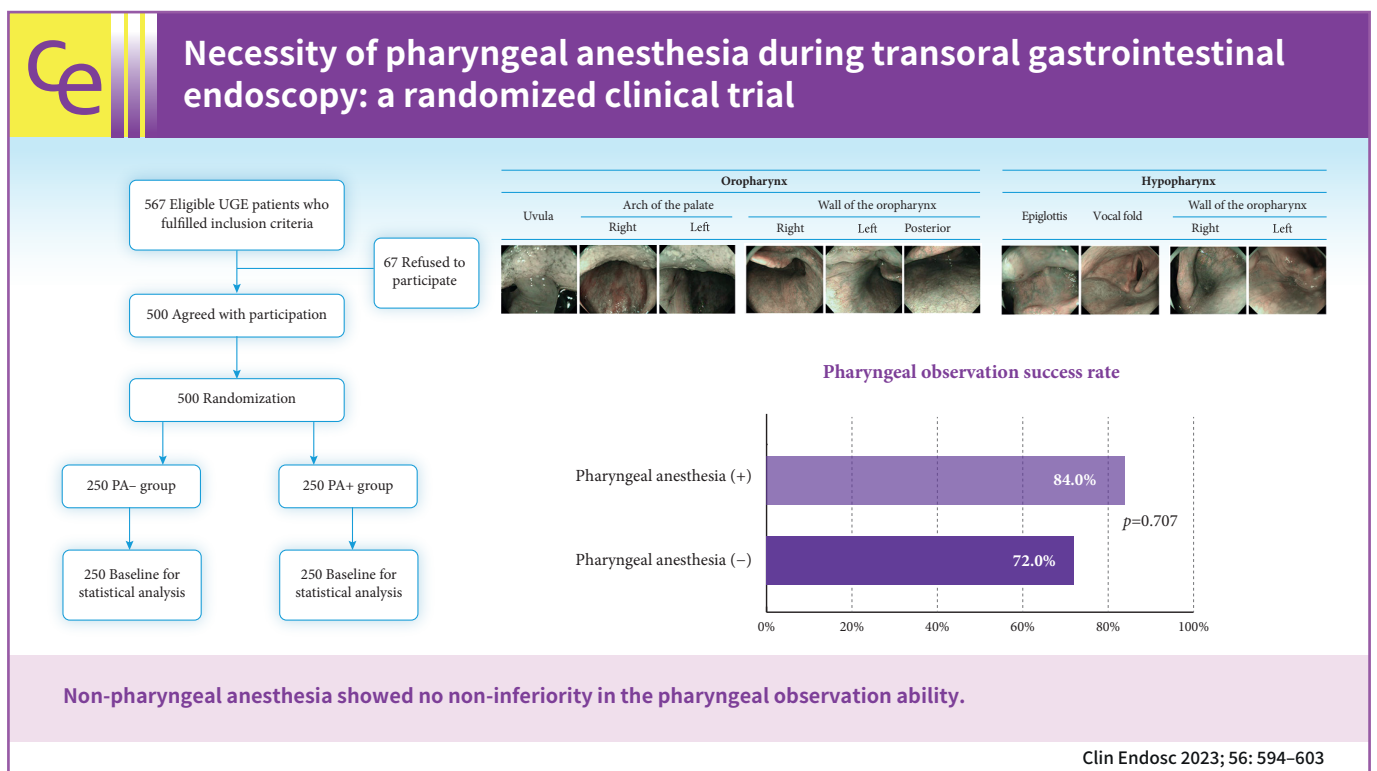 ce
Necessity of pharyngeal anesthesia during transoral gastrointestinal
endoscopy: a randomized clinical trial
567 Eligible UGE patients who
fulfilled inclusion criteria
67 Refused to
participate
500 Agreed with participation
500 Randomization
250 PA− group
250 PA+ group
250 Baseline for
statistical analysis
250 Baseline for
statistical analysis
Oropharynx
Uvula
Arch of the palate
Right
Left
Wall of the oropharynx
Right
Left
Posterior
Hypopharynx
Epiglottis
Vocal fold
Wall of the oropharynx
Right
Left
Pharyngeal observation success rate
Pharyngeal anesthesia (+)
84.0%
p=0.707
Pharyngeal anesthesia (−)
72.0%
0%
20%
40%
60%
80%
100%
Non-pharyngeal anesthesia showed no non-inferiority in the pharyngeal observation ability.
Clin Endosc 2023; 56: 594–603